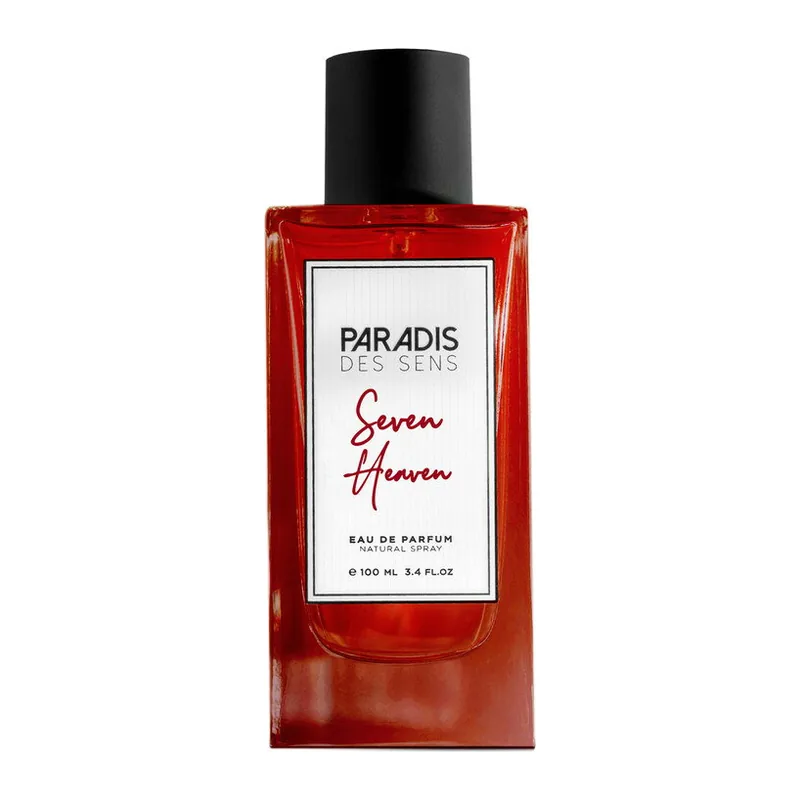 PARADIS
DES SENS
Seven
Heaven
EAU DE PARFUM
NATURAL SPRAY
℮ 100 ML 3.4 FL.OZ